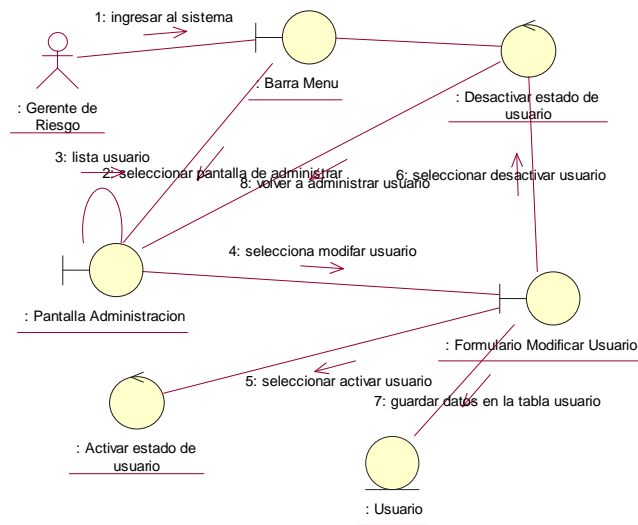 1: ingresar al sistema
: Gerente de
Riesgo
: Barra Menu
: Desactivar estado de
usuario
3: lista usuario
2: seleccionar pantalla de administrar
8: volver a administrar usuario
6: seleccionar desactivar usuario
4: selecciona modifar usuario
: Pantalla Administracion
: Formulario Modificar Usuario
5: seleccionar activar usuario
7: guardar datos en la tabla usuario
: Activar estado de
usuario
: Usuario